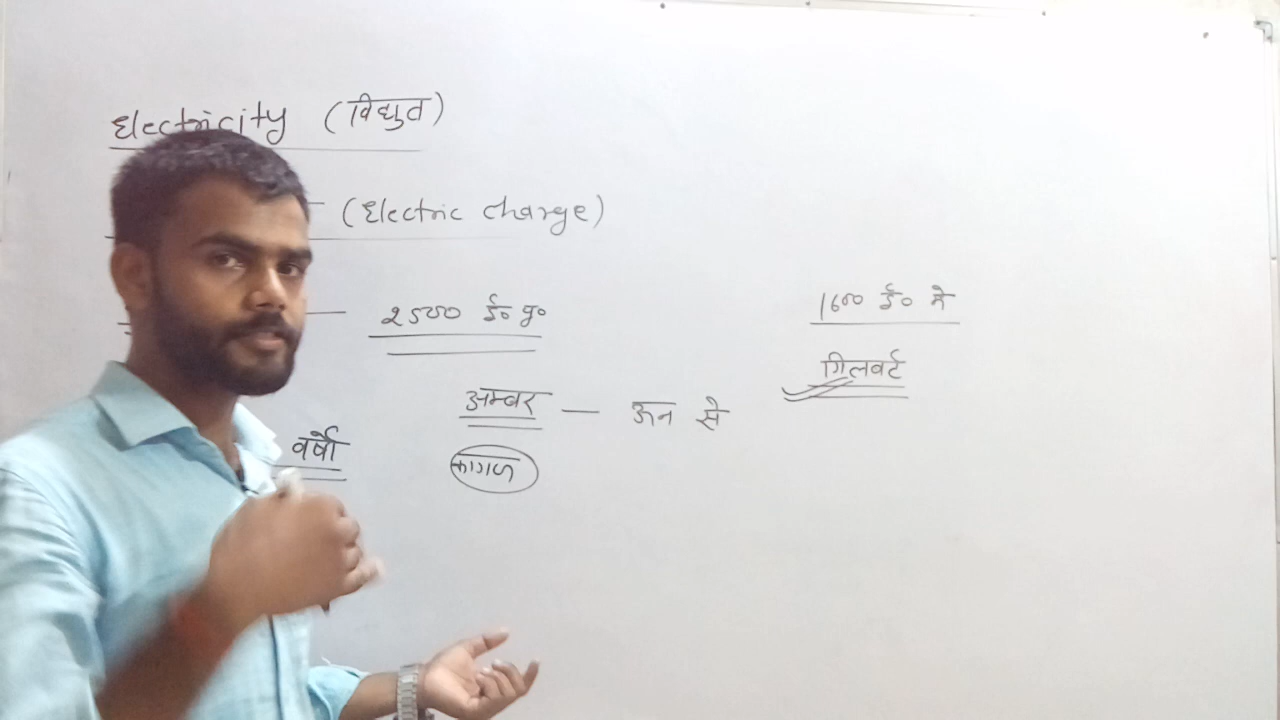 Electricity (विद्युत)
(Electric charge)
2500 ई० पू०
1600 ई० मे
गिलबर्ट
अम्बर — ऊन से
वर्षो
कागज